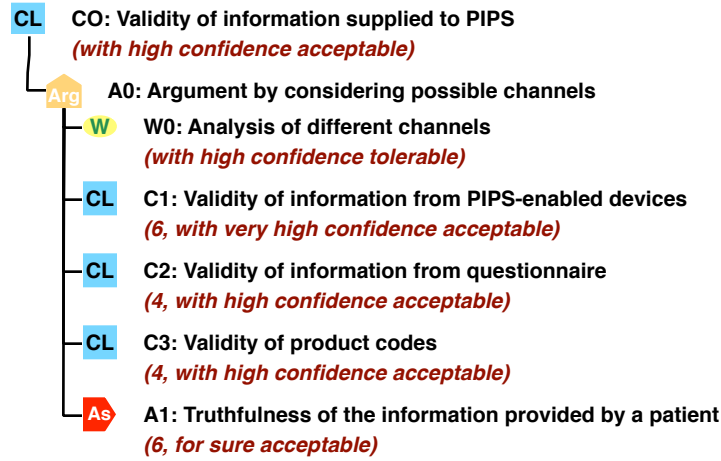 CL CO: Validity of information supplied to PIPS
(with high confidence acceptable)
Arg A0: Argument by considering possible channels
W W0: Analysis of different channels
(with high confidence tolerable)
CL C1: Validity of information from PIPS-enabled devices
(6, with very high confidence acceptable)
CL C2: Validity of information from questionnaire
(4, with high confidence acceptable)
CL C3: Validity of product codes
(4, with high confidence acceptable)
As A1: Truthfulness of the information provided by a patient
(6, for sure acceptable)